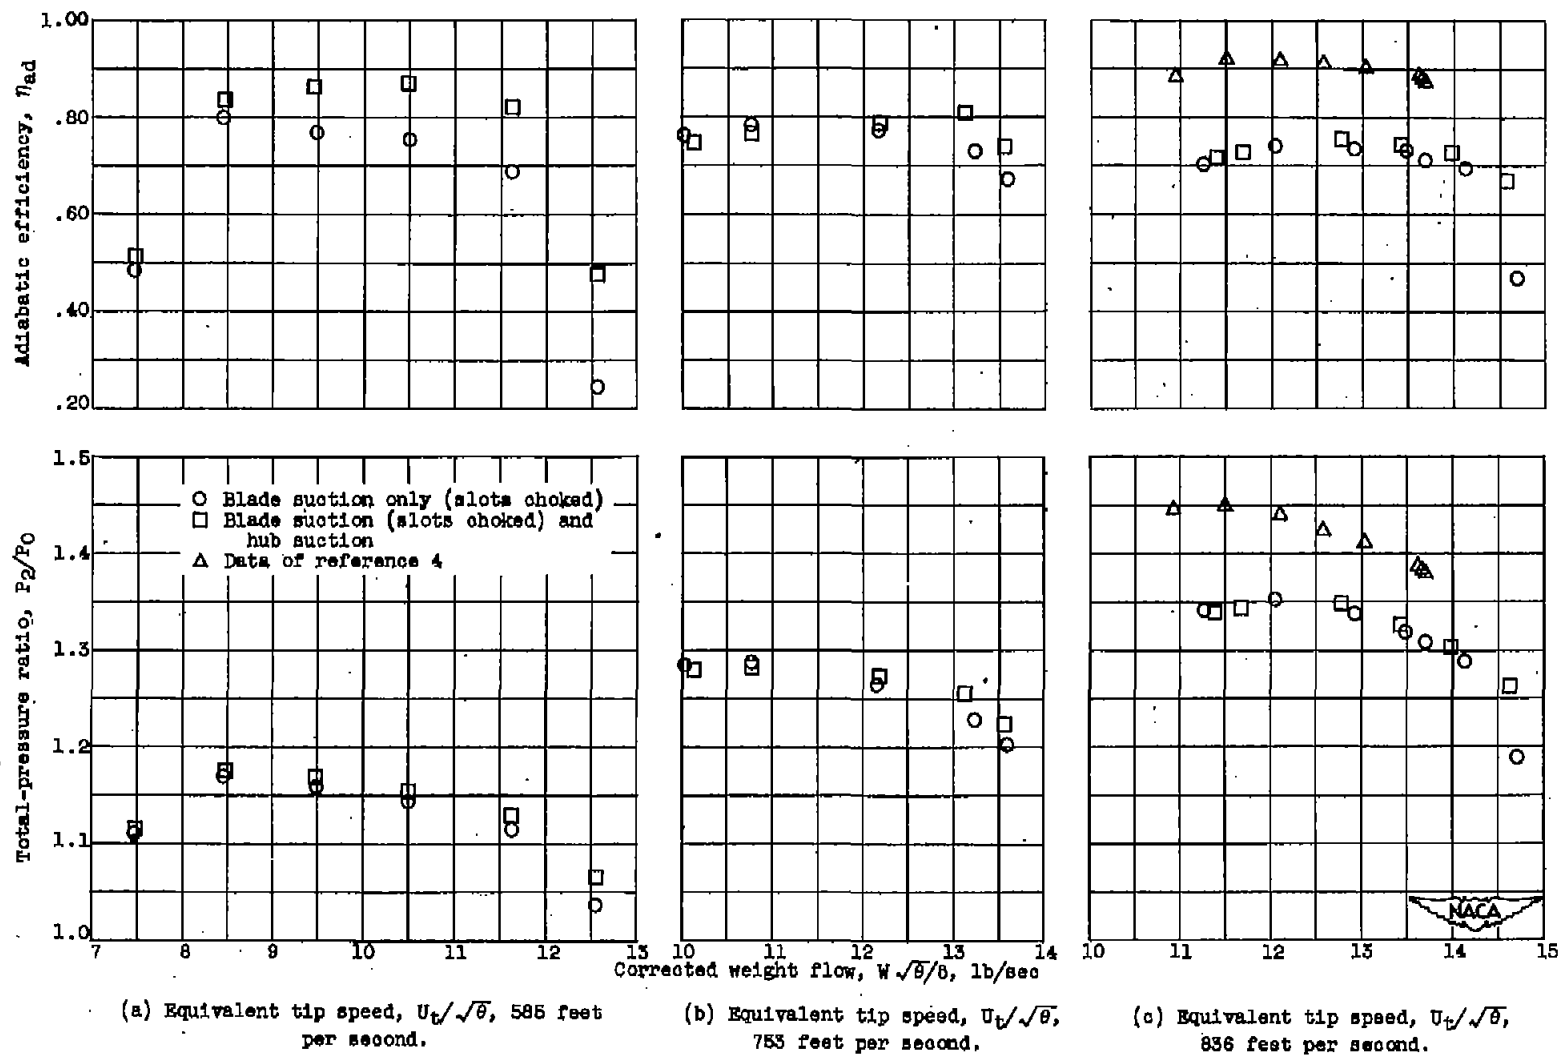 1.00
.80
.60
.40
.20
Adiabatic efficiency, ηad
1.5
1.4
1.3
1.2
1.1
1.0
Total-pressure ratio, P2/P0
○ Blade suction only (slots choked)
□ Blade suction (slots choked) and
hub suction
△ Data of reference 4
NACA
7 8 9 10 11 12 13
10 11 12 13 14
10 11 12 13 14 15
Corrected weight flow, W√θ/δ, lb/sec
(a) Equivalent tip speed, Ut/√θ, 585 feet
per second.
(b) Equivalent tip speed, Ut/√θ,
753 feet per second.
(c) Equivalent tip speed, Ut/√θ,
836 feet per second.